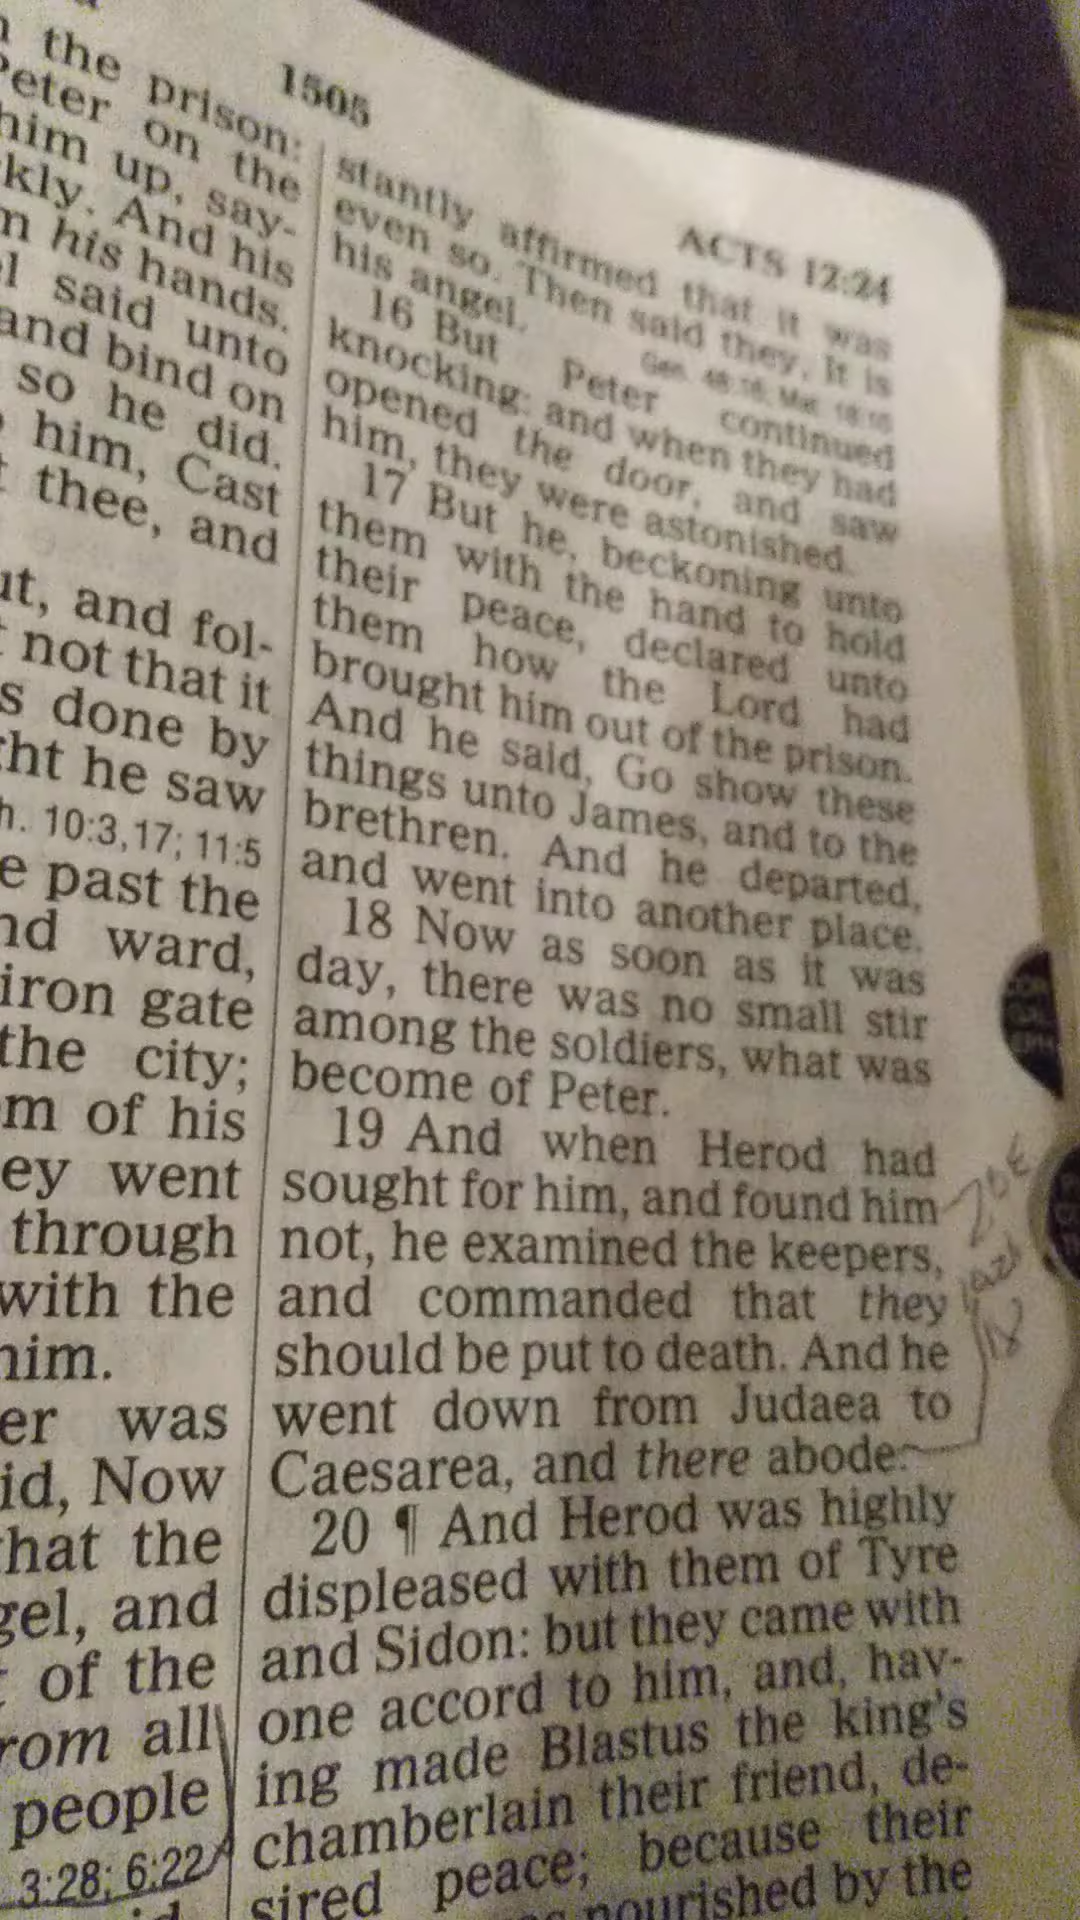 1505
n the prison:
Peter on the
him up, say-
kly. And his
n his hands.
l said unto
and bind on
so he did.
him, Cast
t thee, and
ut, and fol-
t not that it
s done by
ght he saw
h. 10:3,17; 11:5
e past the
nd ward,
iron gate
the city;
m of his
ey went
through
with the
him.
er was
id, Now
hat the
gel, and
t of the
rom all
people
3:28; 6:22
ACTS 12:24
stantly affirmed that it was
even so. Then said they, It is
his angel.
Gen. 48:16; Mat. 18:10
16 But Peter continued
knocking: and when they had
opened the door, and saw
him, they were astonished.
17 But he, beckoning unto
them with the hand to hold
their peace, declared unto
them how the Lord had
brought him out of the prison.
And he said, Go show these
things unto James, and to the
brethren. And he departed,
and went into another place.
18 Now as soon as it was
day, there was no small stir
among the soldiers, what was
become of Peter.
19 And when Herod had
sought for him, and found him
not, he examined the keepers,
and commanded that they
should be put to death. And he
went down from Judaea to
Caesarea, and there abode.
20 ¶ And Herod was highly
displeased with them of Tyre
and Sidon: but they came with
one accord to him, and, hav-
ing made Blastus the king's
chamberlain their friend, de-
sired peace; because their
nourished by the
EPH